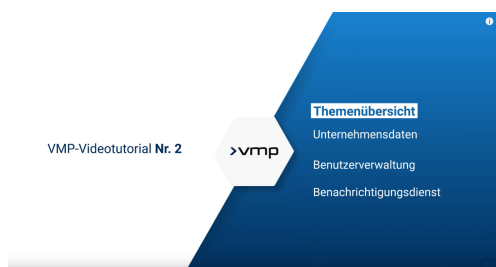 VMP-Videotutorial Nr. 2
>vmp
Themenübersicht
Unternehmensdaten
Benutzerverwaltung
Benachrichtigungsdienst